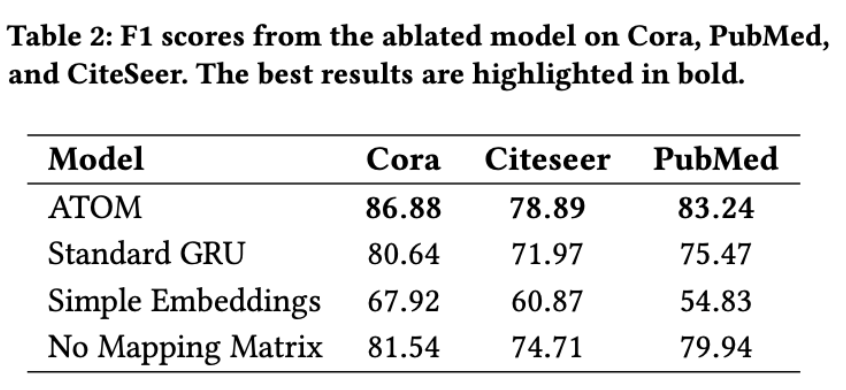 Table 2: F1 scores from the ablated model on Cora, PubMed,
and CiteSeer. The best results are highlighted in bold.
Model Cora Citeseer PubMed
ATOM 86.88 78.89 83.24
Standard GRU 80.64 71.97 75.47
Simple Embeddings 67.92 60.87 54.83
No Mapping Matrix 81.54 74.71 79.94